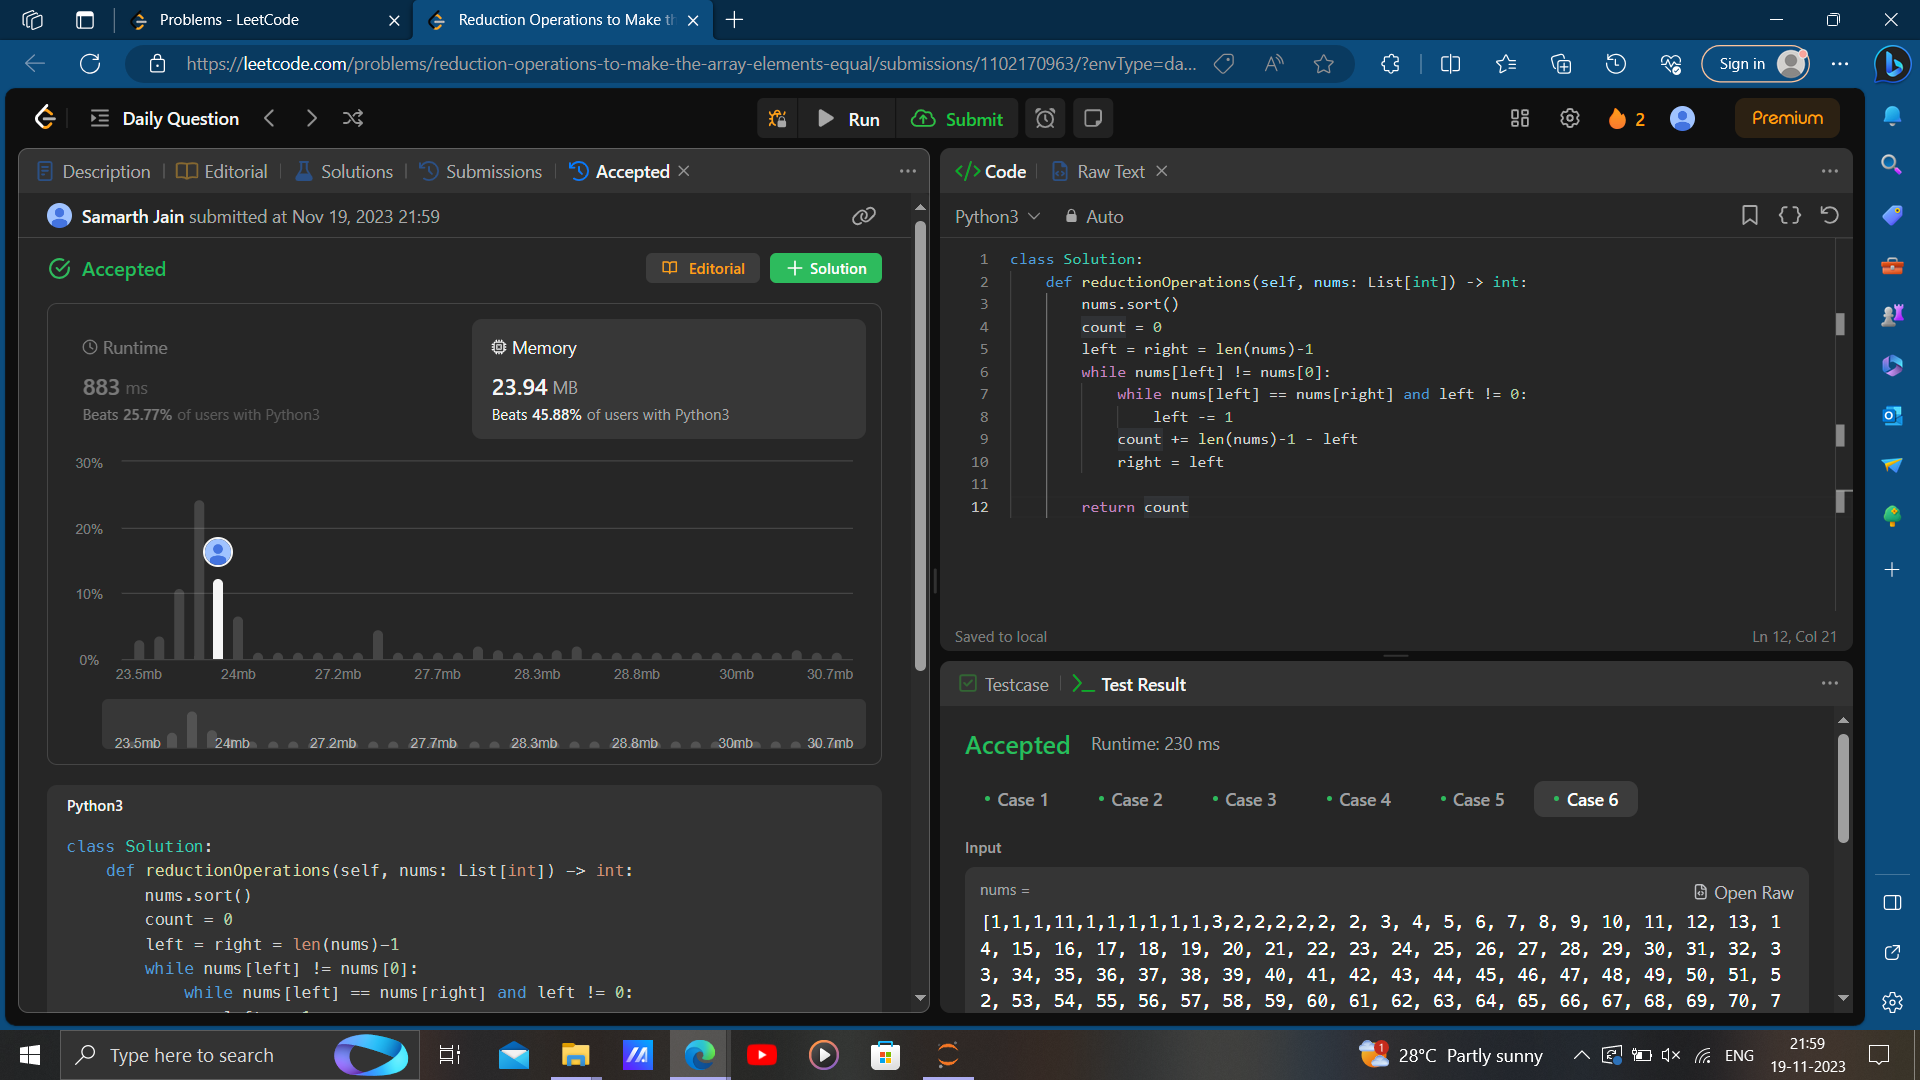 Problems - LeetCode
Reduction Operations to Make th
https://leetcode.com/problems/reduction-operations-to-make-the-array-elements-equal/submissions/1102170963/?envType=da...
Sign in
Daily Question
Run
Submit
2
Premium
Description
Editorial
Solutions
Submissions
Accepted
Samarth Jain submitted at Nov 19, 2023 21:59
Accepted
Editorial
Solution
Runtime
883 ms
Beats 25.77% of users with Python3
Memory
23.94 MB
Beats 45.88% of users with Python3
30%
20%
10%
0%
23.5mb 24mb 27.2mb 27.7mb 28.3mb 28.8mb 30mb 30.7mb
23.5mb 24mb 27.2mb 27.7mb 28.3mb 28.8mb 30mb 30.7mb
Python3
class Solution:
    def reductionOperations(self, nums: List[int]) -> int:
        nums.sort()
        count = 0
        left = right = len(nums)-1
        while nums[left] != nums[0]:
            while nums[left] == nums[right] and left != 0:
Code
Raw Text
Python3
Auto
1 class Solution:
2     def reductionOperations(self, nums: List[int]) -> int:
3         nums.sort()
4         count = 0
5         left = right = len(nums)-1
6         while nums[left] != nums[0]:
7             while nums[left] == nums[right] and left != 0:
8                 left -= 1
9             count += len(nums)-1 - left
10             right = left
11
12         return count
Saved to local
Ln 12, Col 21
Testcase
Test Result
Accepted
Runtime: 230 ms
Case 1
Case 2
Case 3
Case 4
Case 5
Case 6
Input
nums =
Open Raw
[1,1,1,11,1,1,1,1,1,1,3,2,2,2,2,2, 2, 3, 4, 5, 6, 7, 8, 9, 10, 11, 12, 13, 1
4, 15, 16, 17, 18, 19, 20, 21, 22, 23, 24, 25, 26, 27, 28, 29, 30, 31, 32, 3
3, 34, 35, 36, 37, 38, 39, 40, 41, 42, 43, 44, 45, 46, 47, 48, 49, 50, 51, 5
2, 53, 54, 55, 56, 57, 58, 59, 60, 61, 62, 63, 64, 65, 66, 67, 68, 69, 70, 7
Type here to search
1
28°C Partly sunny
ENG
21:59
19-11-2023